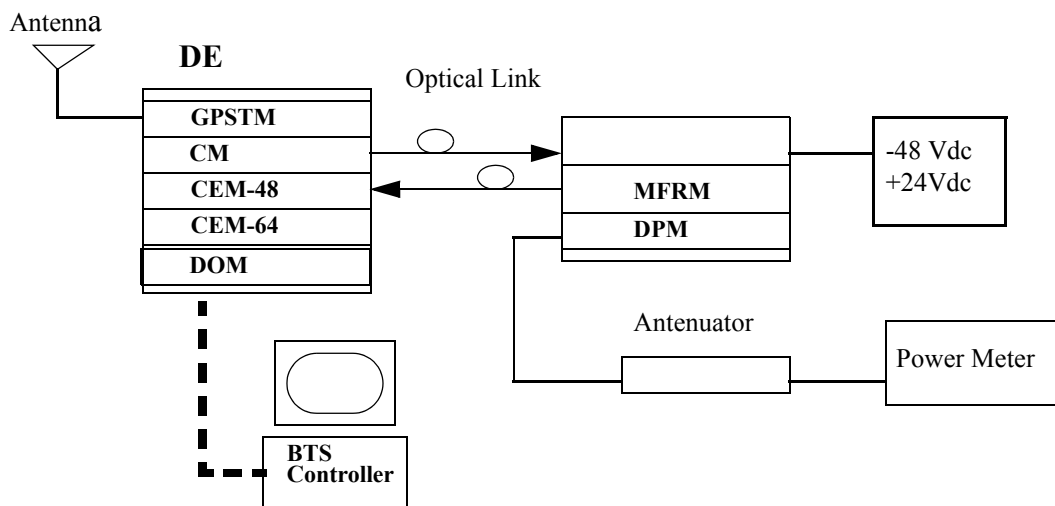 Antenna
DE
Optical Link
GPSTM
CM
CEM-48
CEM-64
DOM
MFRM
DPM
-48 Vdc
+24Vdc
Antenuator
Power Meter
BTS
Controller